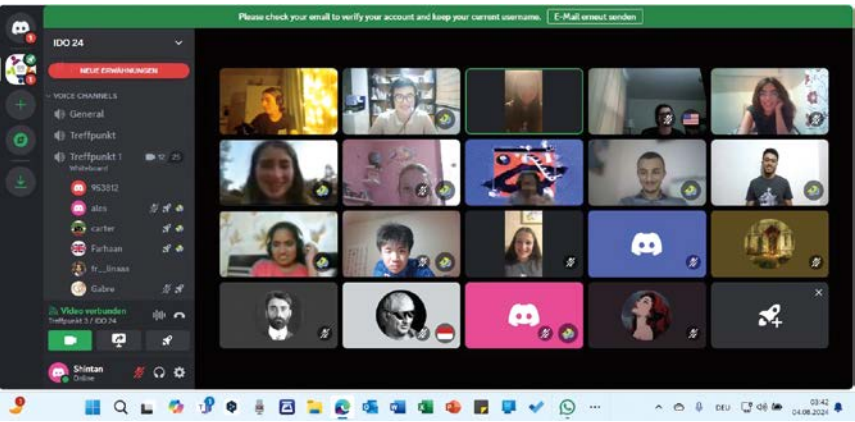 Please check your email to verify your account and keep your current username.
E-Mail erneut senden
IDO 24
NEUE ERWÄHNUNGEN
VOICE CHANNELS
General
Treffpunkt
Treffpunkt 1 12 25
Whiteboard
953812
ales
carter
Farhaan
fr__linaaa
Gabre
Video verbunden
Treffpunkt 1 / IDO 24
Shintan
Online
DEU
03:42
04.08.2024